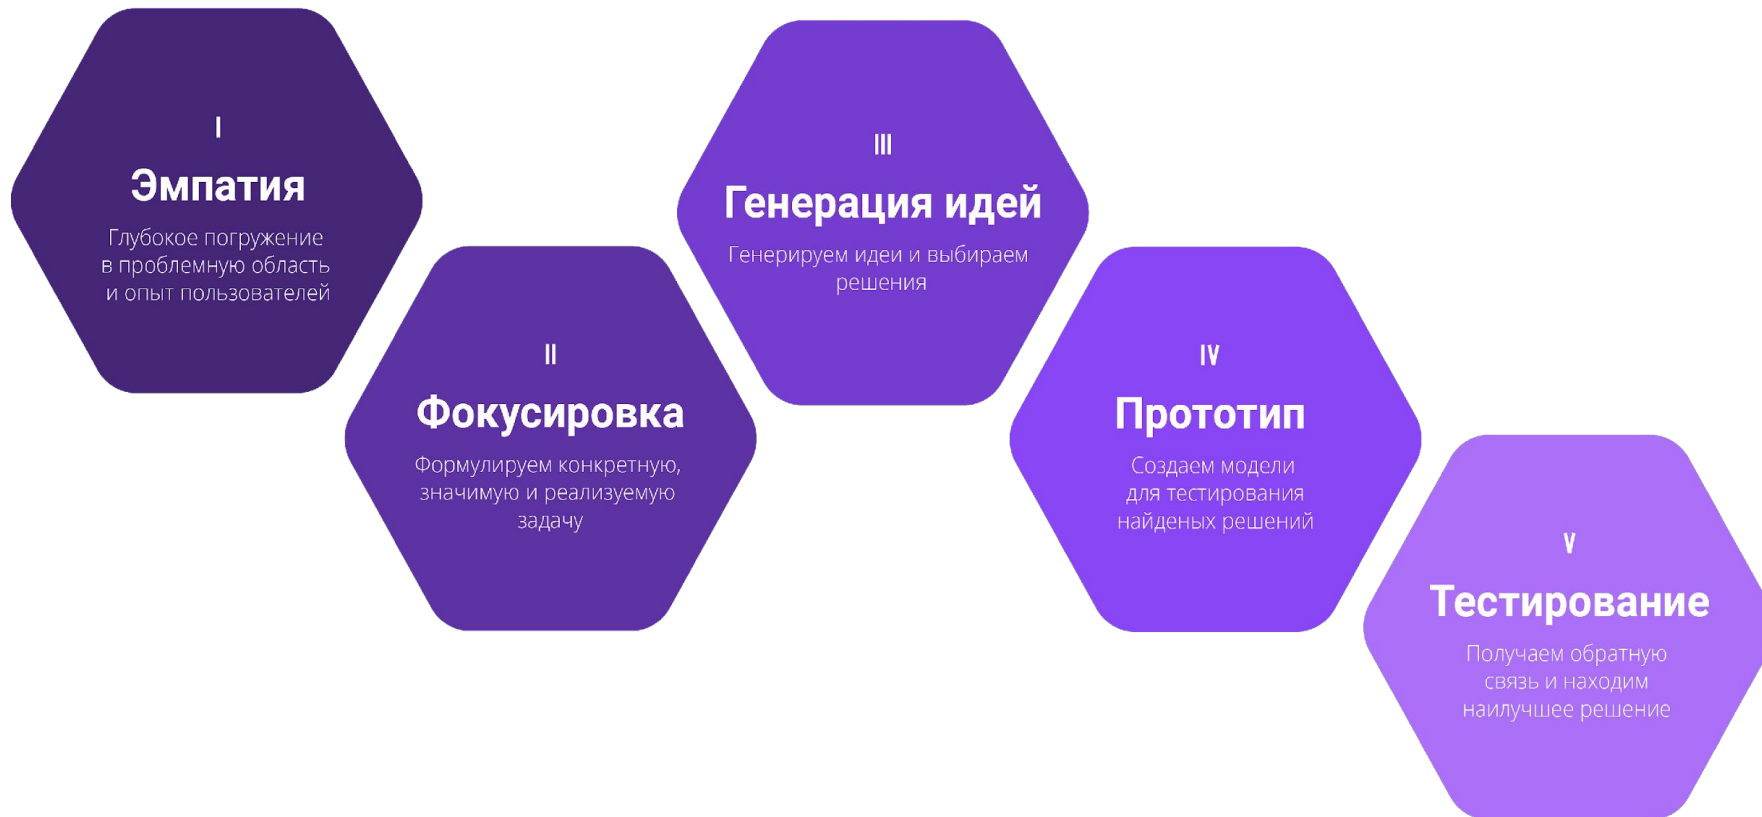 I
Эмпатия
Глубокое погружение
в проблемную область
и опыт пользователей
II
Фокусировка
Формулируем конкретную,
значимую и реализуемую
задачу
III
Генерация идей
Генерируем идеи и выбираем
решения
IV
Прототип
Создаем модели
для тестирования
найденых решений
V
Тестирование
Получаем обратную
связь и находим
наилучшее решение